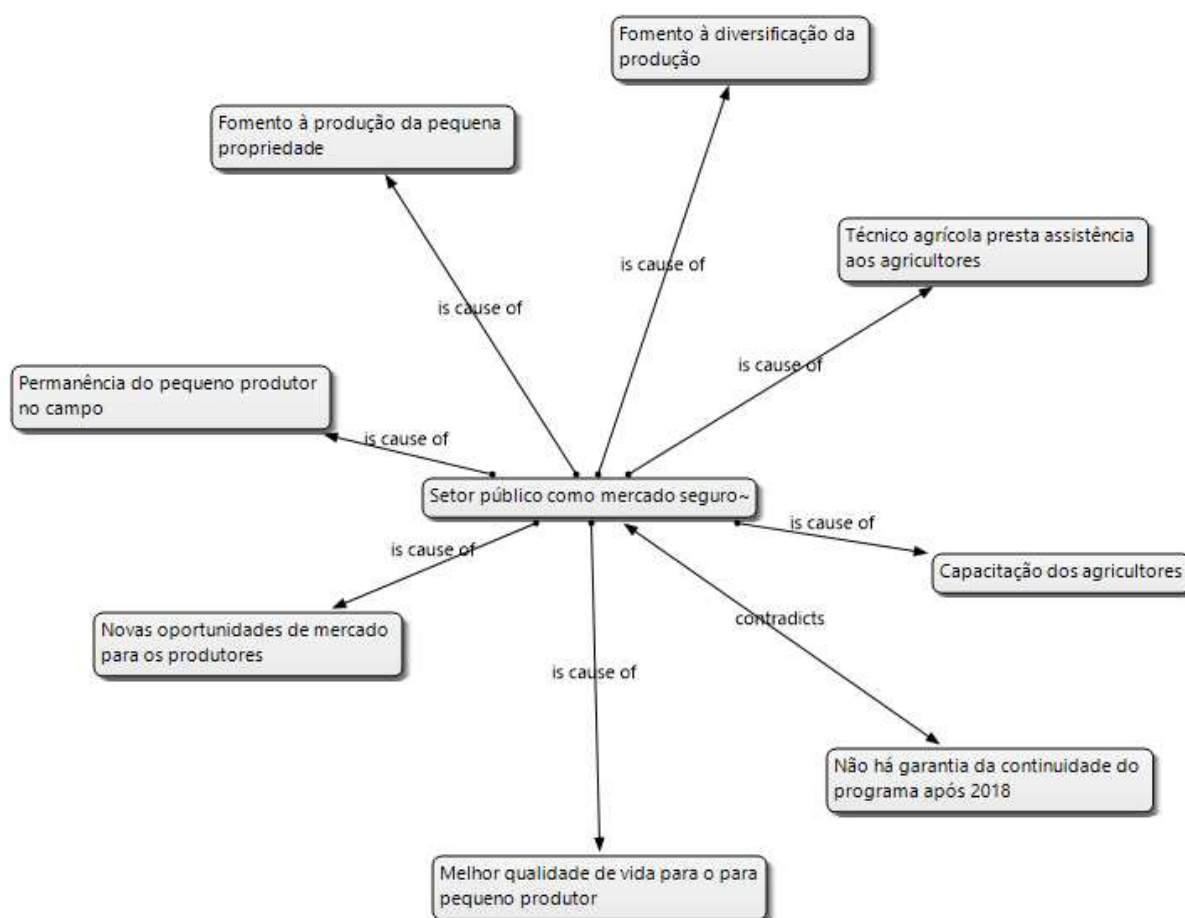 Fomento à diversificação da
produção
Fomento à produção da pequena
propriedade
Técnico agrícola presta assistência
aos agricultores
is cause of
is cause of
is cause of
Permanência do pequeno produtor
no campo
is cause of
Setor público como mercado seguro~
is cause of
is cause of
Capacitação dos agricultores
Novas oportunidades de mercado
para os produtores
contradicts
is cause of
Não há garantia da continuidade do
programa após 2018
Melhor qualidade de vida para o para
pequeno produtor